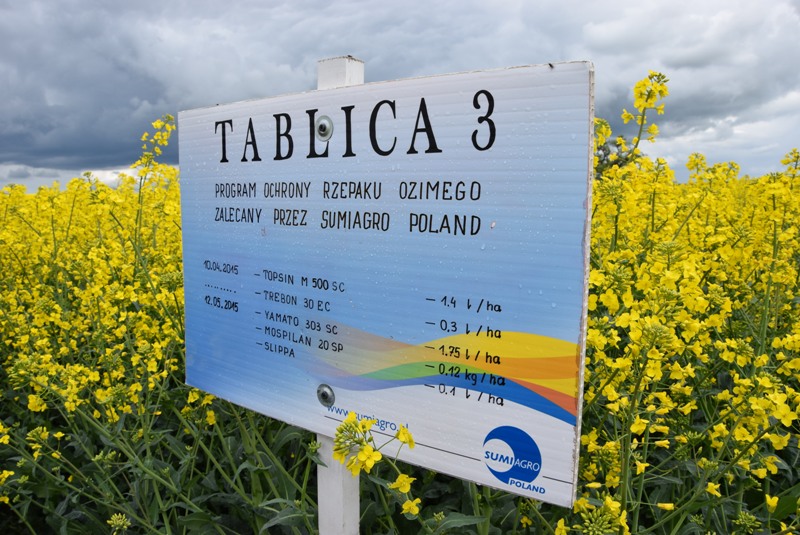 TABLICA 3
PROGRAM OCHRONY RZEPAKU OZIMEGO
ZALECANY PRZEZ SUMIAGRO POLAND
10.04.2015 – TOPSIN M 500 SC – 1.4 l/ha
......... – TREBON 30 EC – 0,3 l/ha
12.05.2015 – YAMATO 303 SC – 1.75 l/ha
– MOSPILAN 20 SP – 0.12 kg/ha
– SLIPPA – 0.1 l/ha
www.sumiagro.pl
SUMIAGRO
POLAND